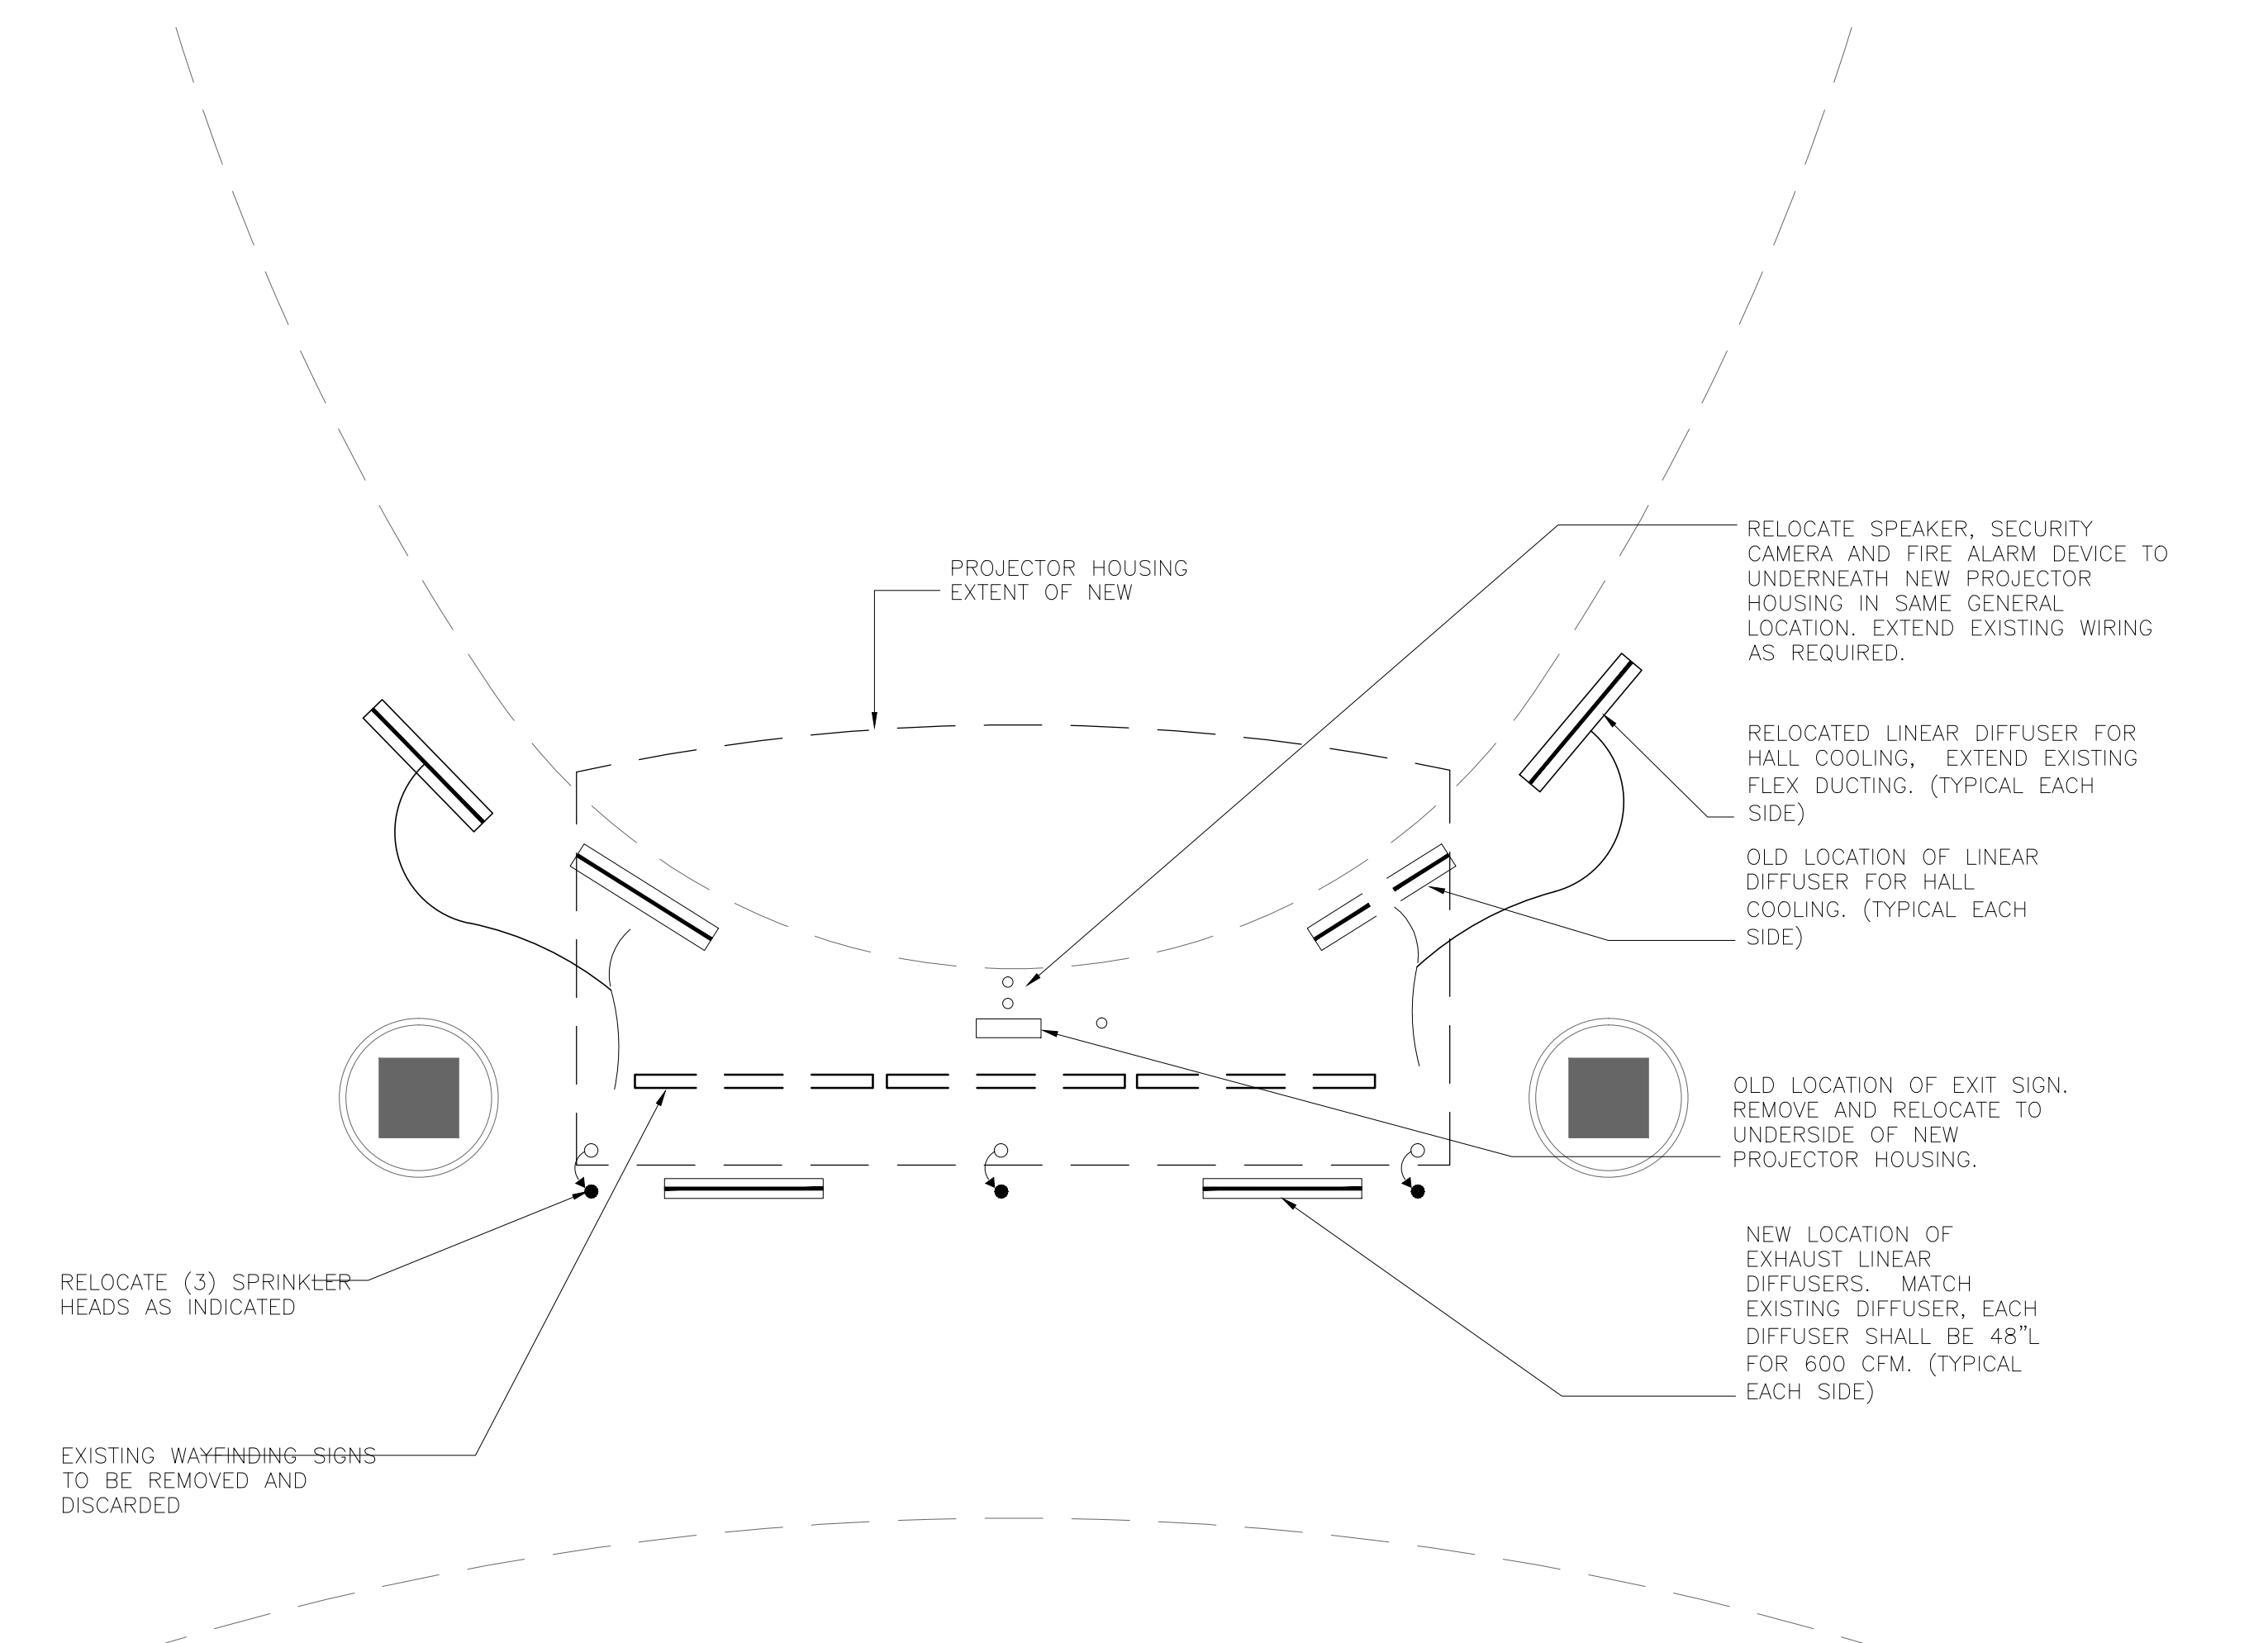 PROJECTOR HOUSING
EXTENT OF NEW
RELOCATE SPEAKER, SECURITY
CAMERA AND FIRE ALARM DEVICE TO
UNDERNEATH NEW PROJECTOR
HOUSING IN SAME GENERAL
LOCATION. EXTEND EXISTING WIRING
AS REQUIRED.
RELOCATED LINEAR DIFFUSER FOR
HALL COOLING, EXTEND EXISTING
FLEX DUCTING. (TYPICAL EACH
SIDE)
OLD LOCATION OF LINEAR
DIFFUSER FOR HALL
COOLING. (TYPICAL EACH
SIDE)
OLD LOCATION OF EXIT SIGN.
REMOVE AND RELOCATE TO
UNDERSIDE OF NEW
PROJECTOR HOUSING.
NEW LOCATION OF
EXHAUST LINEAR
DIFFUSERS. MATCH
EXISTING DIFFUSER, EACH
DIFFUSER SHALL BE 48"L
FOR 600 CFM. (TYPICAL
EACH SIDE)
RELOCATE (3) SPRINKLER
HEADS AS INDICATED
EXISTING WAYFINDING SIGNS
TO BE REMOVED AND
DISCARDED